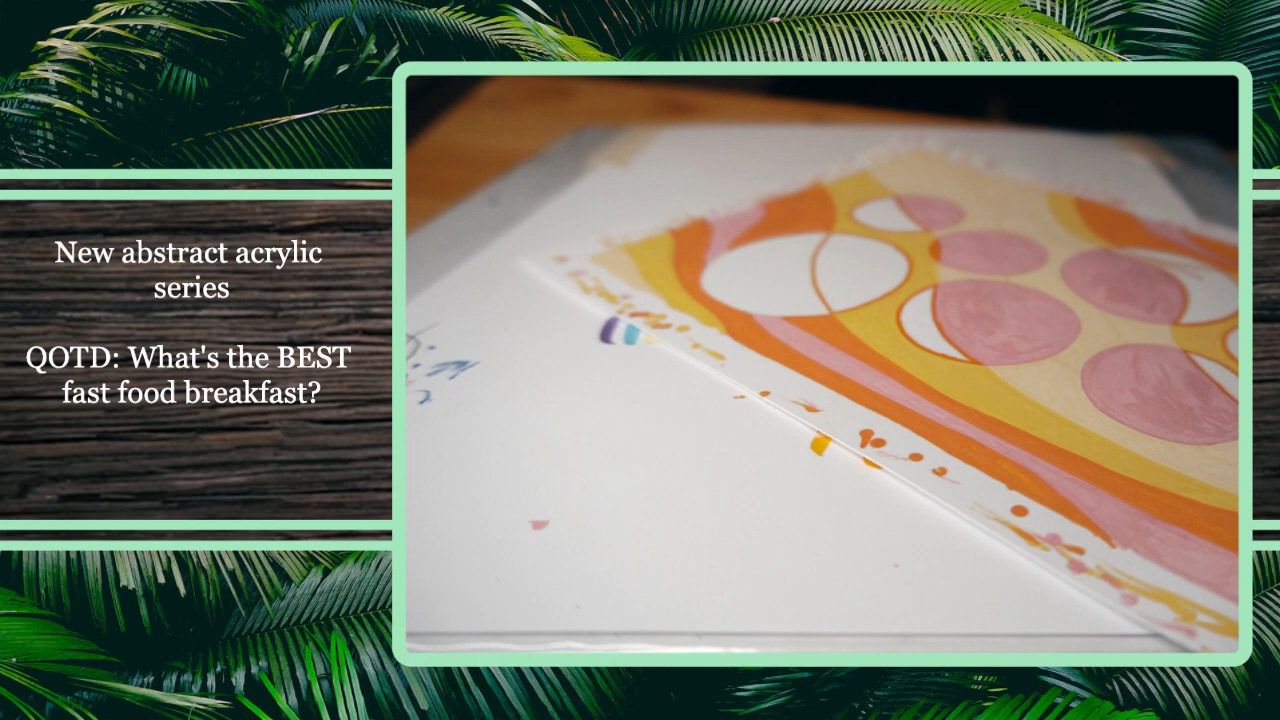 New abstract acrylic
series
QOTD: What's the BEST
fast food breakfast?